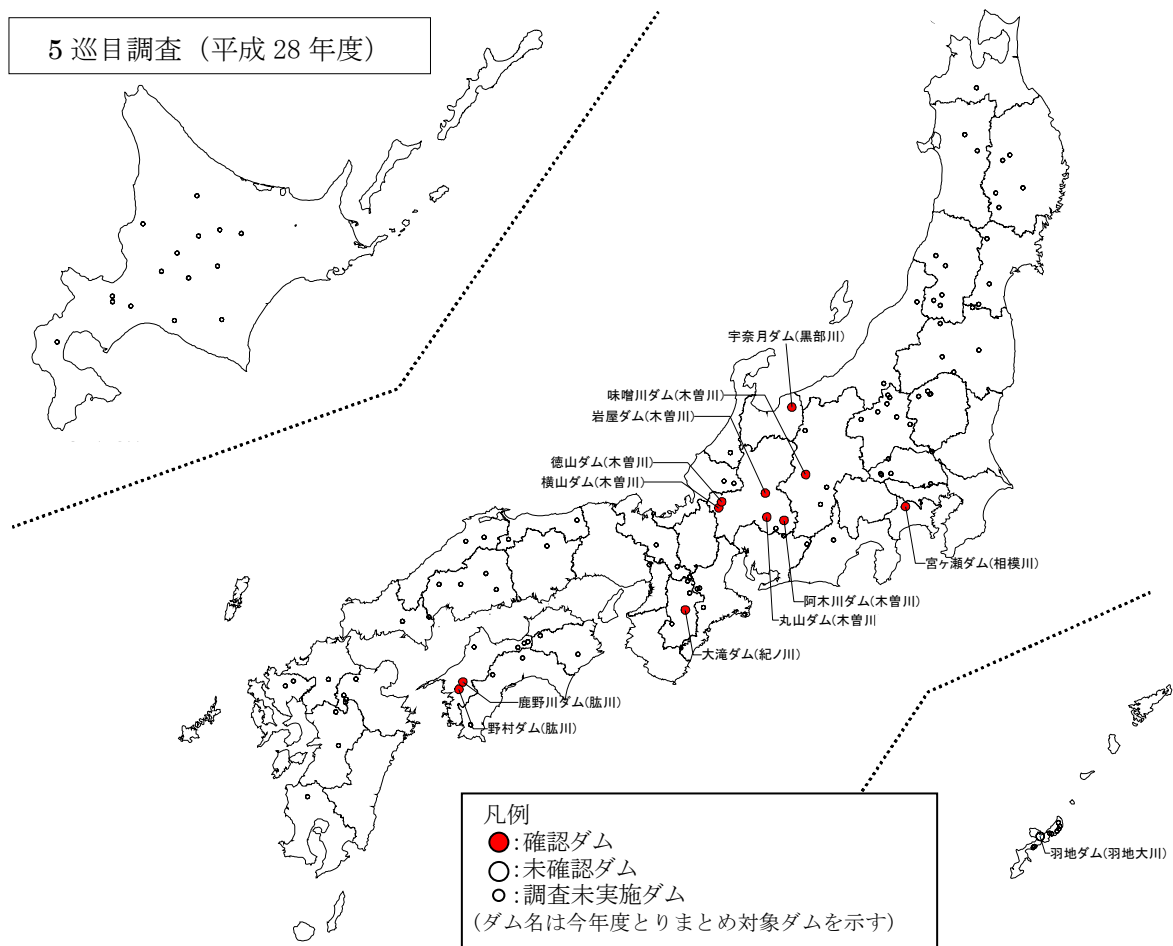 5 巡目調査（平成 28 年度）
宇奈月ダム(黒部川)
味噌川ダム(木曽川)
岩屋ダム(木曽川)
徳山ダム(木曽川)
横山ダム(木曽川)
宮ヶ瀬ダム(相模川)
阿木川ダム(木曽川)
丸山ダム(木曽川
大滝ダム(紀ノ川)
鹿野川ダム(肱川)
野村ダム(肱川)
羽地ダム(羽地大川)
凡例
:確認ダム
:未確認ダム
:調査未実施ダム
(ダム名は今年度とりまとめ対象ダムを示す)